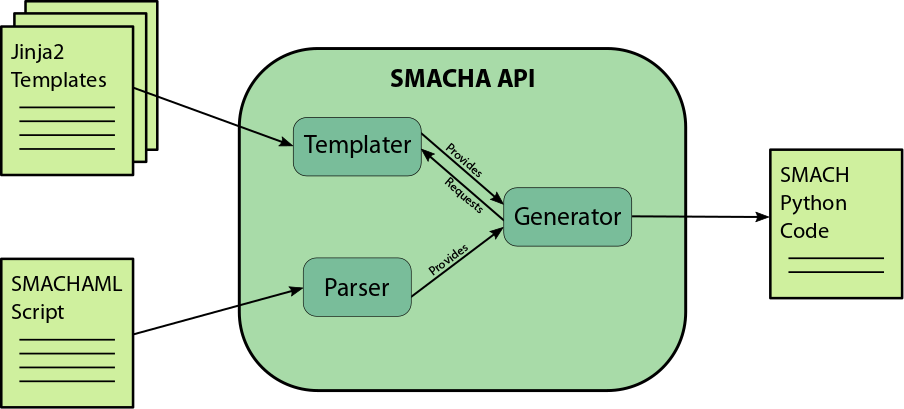 Jinja2
Templates
SMACHA API
Templater
Provides
Requests
Generator
SMACH
Python
Code
SMACHAML
Script
Parser
Provides